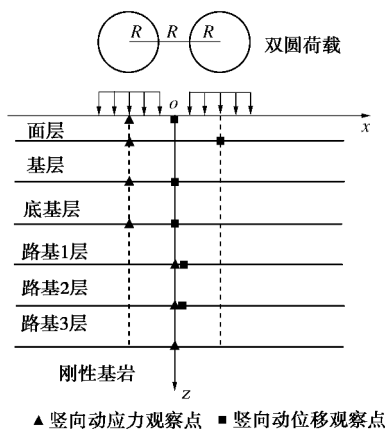 R R R 双圆荷载
o
x
面层
基层
底基层
路基1层
路基2层
路基3层
刚性基岩
z
▲竖向动应力观察点 ■竖向动位移观察点